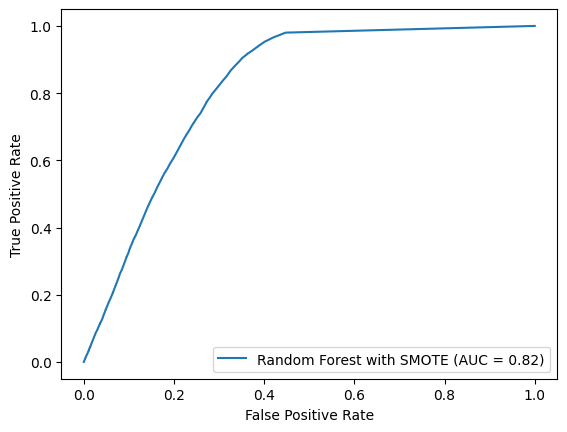 1.0
0.8
0.6
0.4
0.2
0.0
True Positive Rate
Random Forest with SMOTE (AUC = 0.82)
0.0 0.2 0.4 0.6 0.8 1.0
False Positive Rate